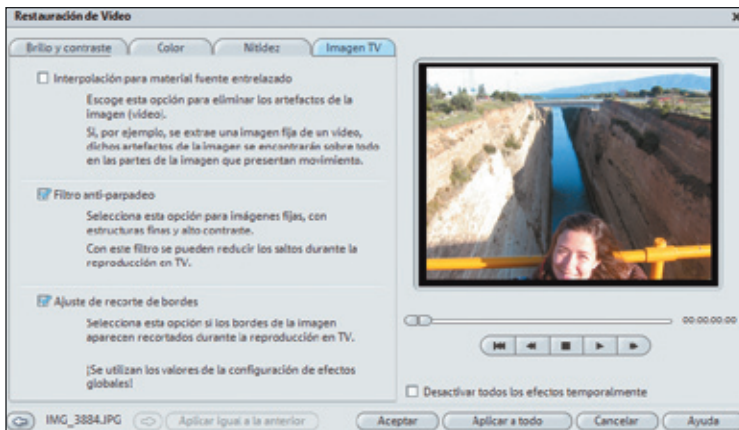 Restauración de Video
Brillo y contraste Color Nitidez Imagen TV
Interpolación para material fuente entrelazado
Escoge esta opción para eliminar los artefactos de la
imagen (video).
Si, por ejemplo, se extrae una imagen fija de un video,
dichos artefactos de la imagen se encontrarán sobre todo
en las partes de la imagen que presentan movimiento.
Filtro anti-parpadeo
Selecciona esta opción para imágenes fijas, con
estructuras finas y alto contraste.
Con este filtro se pueden reducir los saltos durante la
reproducción en TV.
Ajuste de recorte de bordes
Selecciona esta opción si los bordes de la imagen
aparecen recortados durante la reproducción en TV.
¡Se utilizan los valores de la configuración de efectos
globales!
00:00:00:00
Desactivar todos los efectos temporalmente
IMG_3884.JPG Aplicar igual a la anterior Aceptar Aplicar a todo Cancelar Ayuda